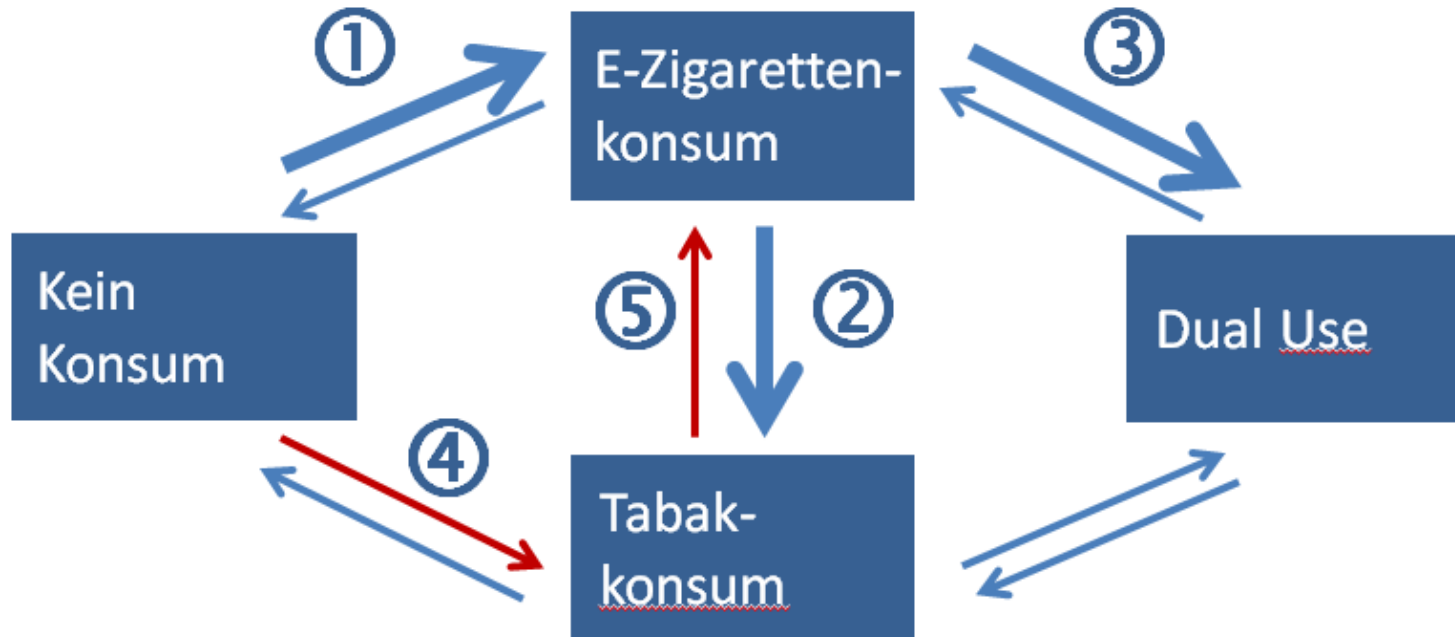 ①
E-Zigaretten-
konsum
③
Kein
Konsum
⑤
②
Dual Use
④
Tabak-
konsum